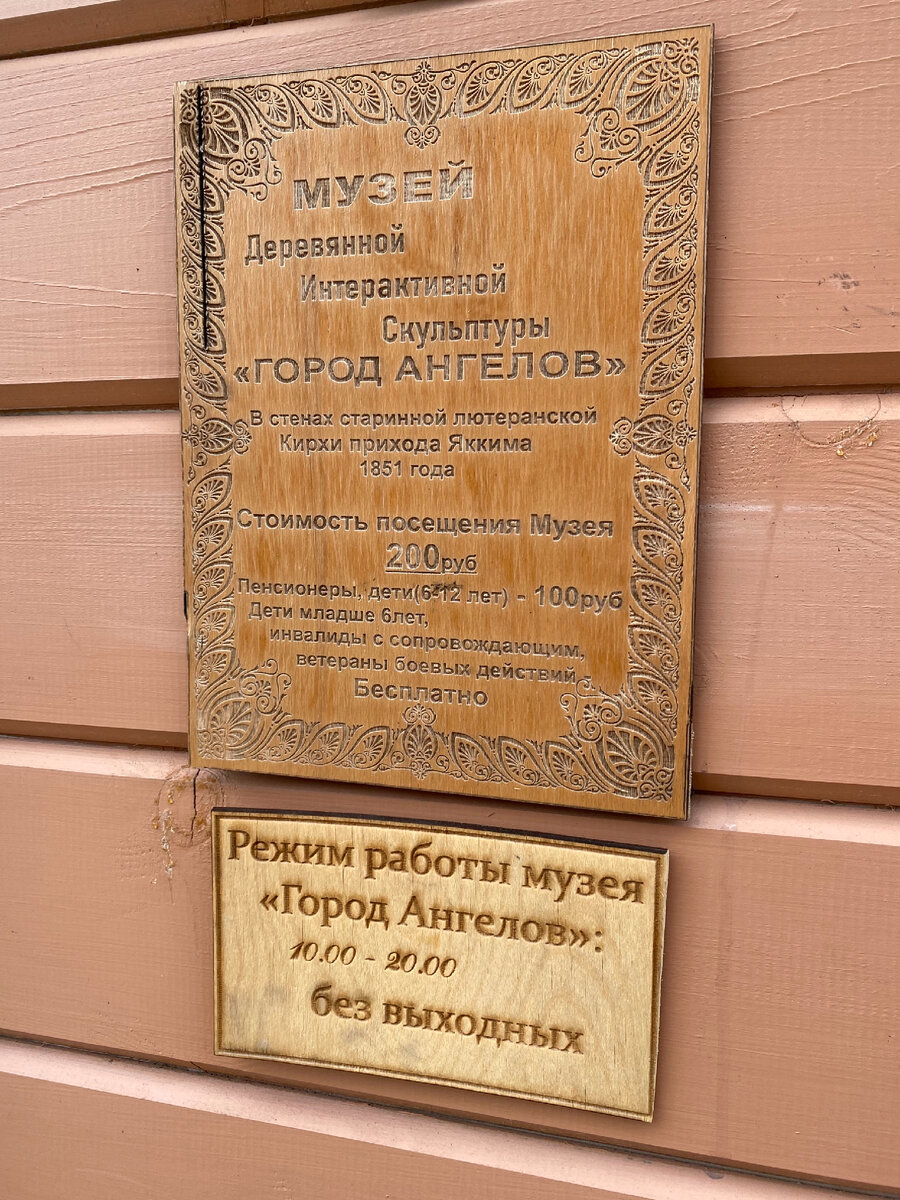 МУЗЕЙ
Деревянной
Интерактивной
Скульптуры
«ГОРОД АНГЕЛОВ»
В стенах старинной лютеранской
Кирхи прихода Яккима
1851 года
Стоимость посещения Музея
200руб
Пенсионеры, дети(6-12 лет) - 100руб
Дети младше 6лет,
инвалиды с сопровождающим,
ветераны боевых действий -
Бесплатно
Режим работы музея
«Город Ангелов»:
10.00 - 20.00
без выходных